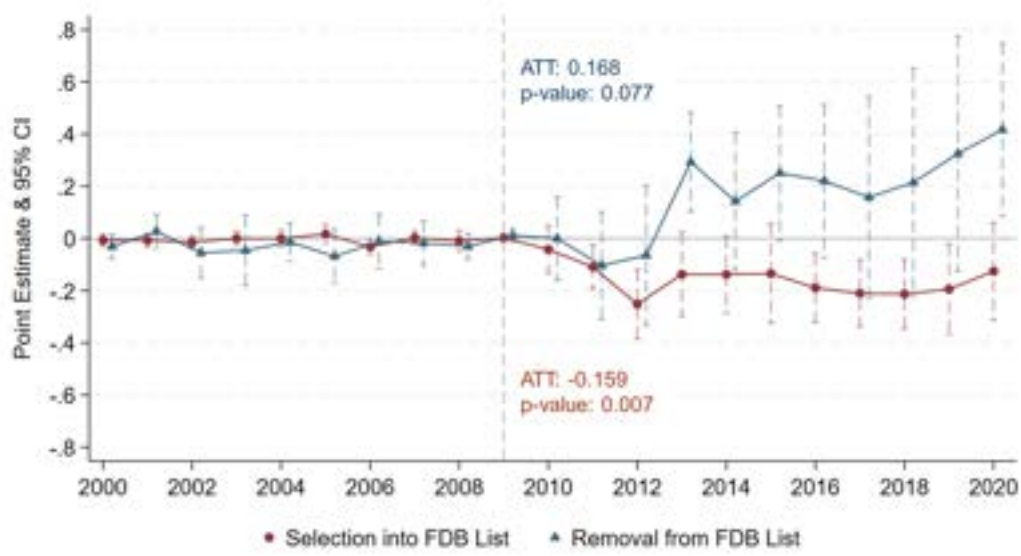 Point Estimate & 95% CI
.8
.6
.4
.2
0
-.2
-.4
-.6
-.8
ATT: 0.168
p-value: 0.077
ATT: -0.159
p-value: 0.007
2000 2002 2004 2006 2008 2010 2012 2014 2016 2018 2020
Selection into FDB List Removal from FDB List